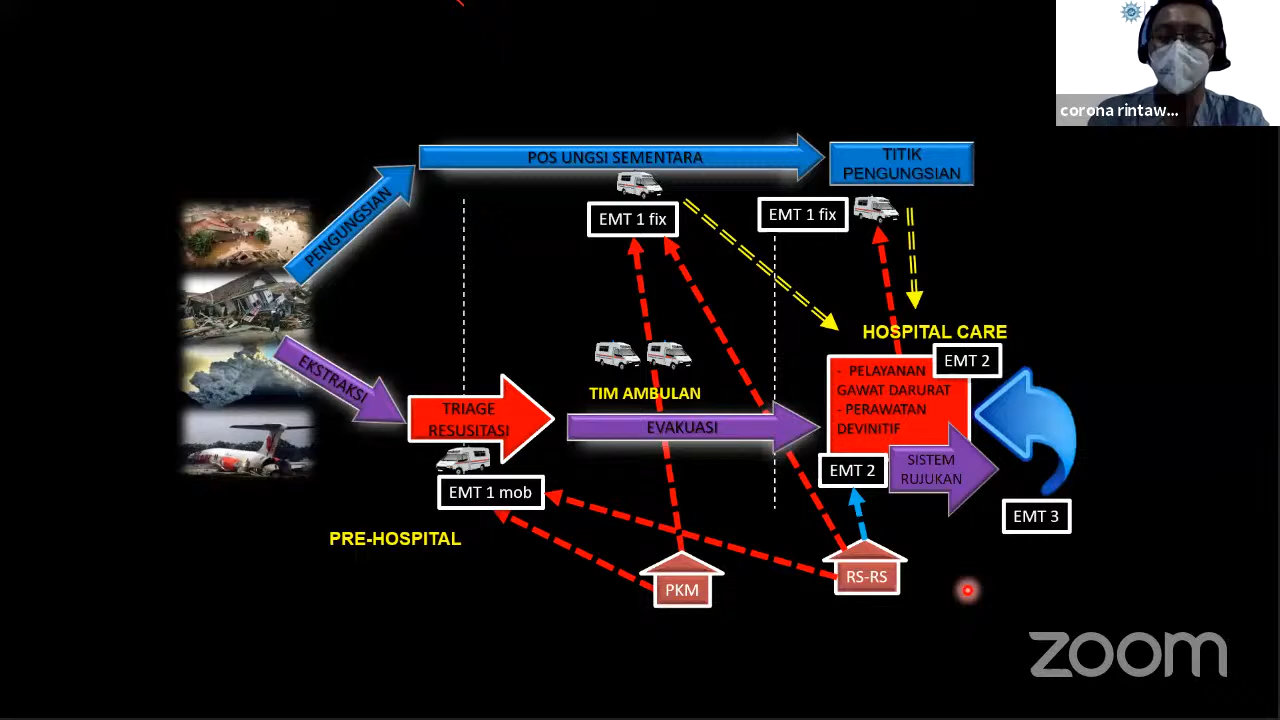 corona rintaw...
POS UNGSI SEMENTARA
TITIK
PENGUNGSIAN
PENGUNGSIAN
EMT 1 fix
EMT 1 fix
HOSPITAL CARE
EMT 2
- PELAYANAN
GAWAT DARURAT
- PERAWATAN
DEVINITIF
EKSTRAKSI
TRIAGE
RESUSITASI
TIM AMBULAN
EVAKUASI
EMT 2
SISTEM
RUJUKAN
EMT 1 mob
EMT 3
PRE-HOSPITAL
PKM
RS-RS
zoom